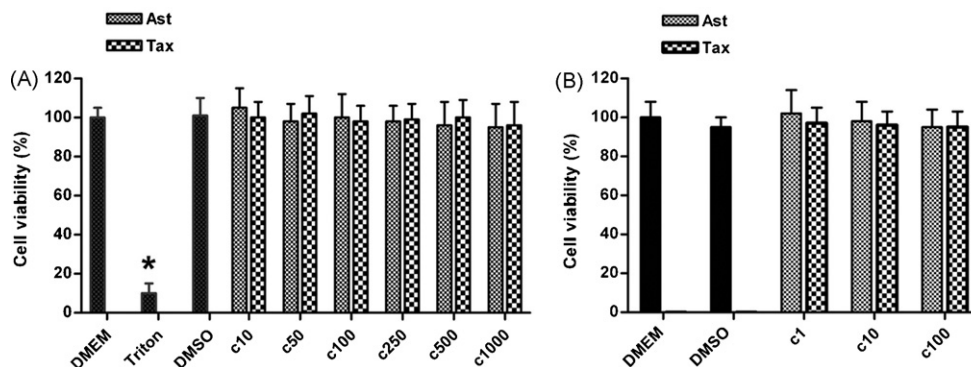 Ast
Tax
(A)
Cell viability (%)
120
100
80
60
40
20
0
*
DMEM
Triton
DMSO
c10
c50
c100
c250
c500
c1000
Ast
Tax
(B)
Cell viability (%)
120
100
80
60
40
20
0
DMEM
DMSO
c1
c10
c100